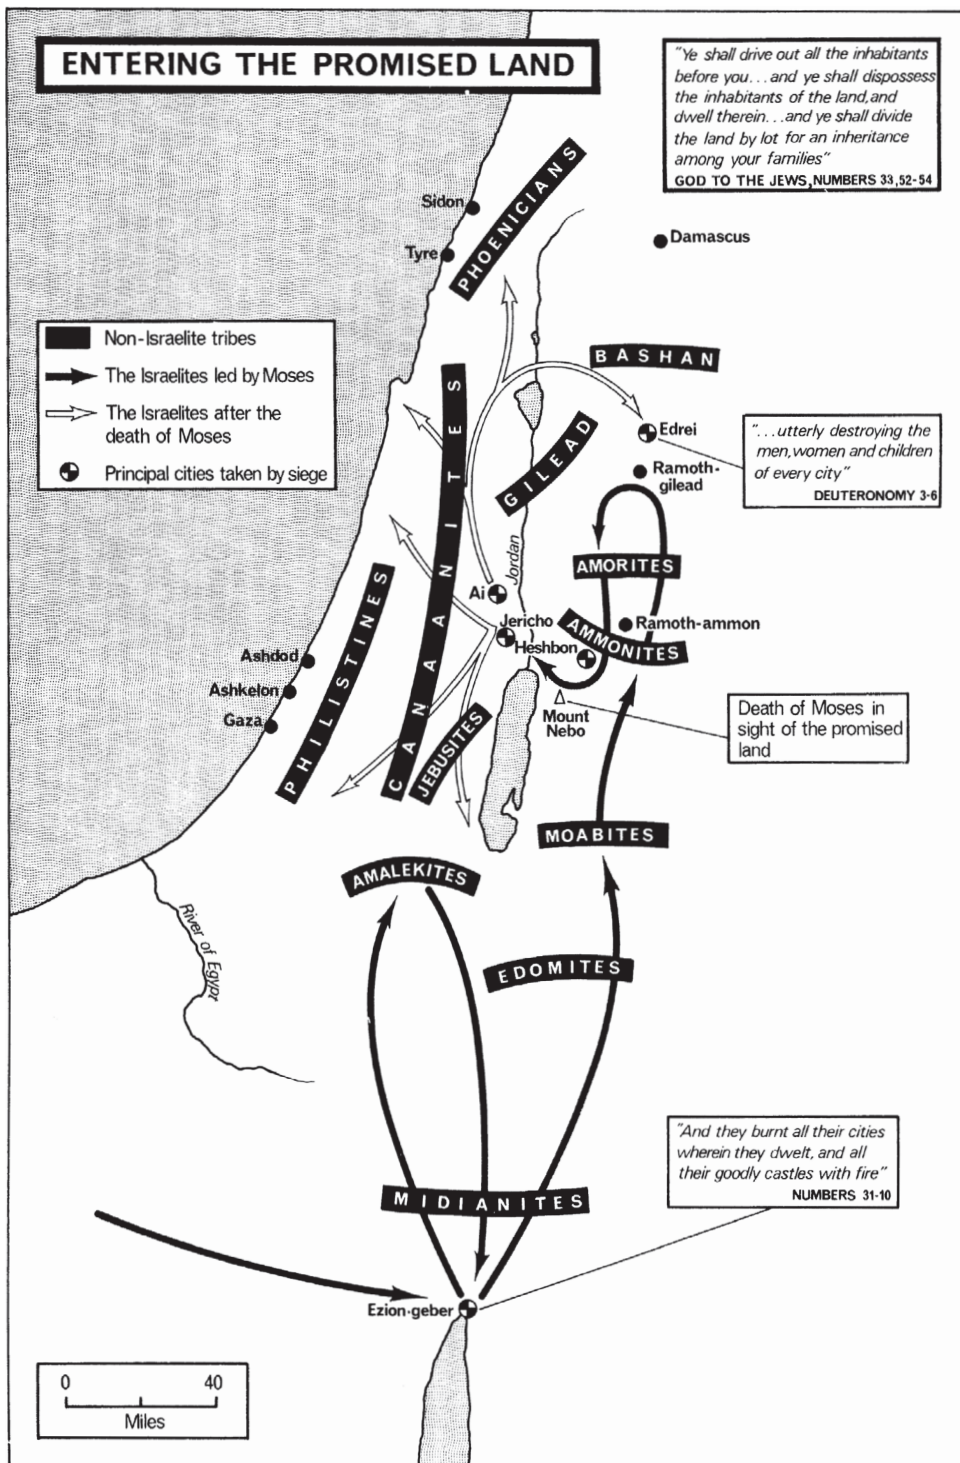 ENTERING THE PROMISED LAND
"Ye shall drive out all the inhabitants
before you...and ye shall dispossess
the inhabitants of the land,and
dwell therein...and ye shall divide
the land by lot for an inheritance
among your families"
GOD TO THE JEWS,NUMBERS 33,52-54
Sidon
Tyre
PHOENICIANS
Damascus
Non-Israelite tribes
The Israelites led by Moses
The Israelites after the
death of Moses
Principal cities taken by siege
BASHAN
Edrei
"...utterly destroying the
men,women and children
of every city"
DEUTERONOMY 3-6
GILEAD
Ramoth-
gilead
CANAANITES
Jordan
AMORITES
Ai
Jericho
Ramoth-ammon
AMMONITES
Heshbon
PHILISTINES
Ashdod
Ashkelon
Gaza
JEBUSITES
Mount
Nebo
Death of Moses in
sight of the promised
land
MOABITES
AMALEKITES
River of Egypt
EDOMITES
"And they burnt all their cities
wherein they dwelt, and all
their goodly castles with fire"
NUMBERS 31-10
MIDIANITES
Ezion-geber
0 40
Miles